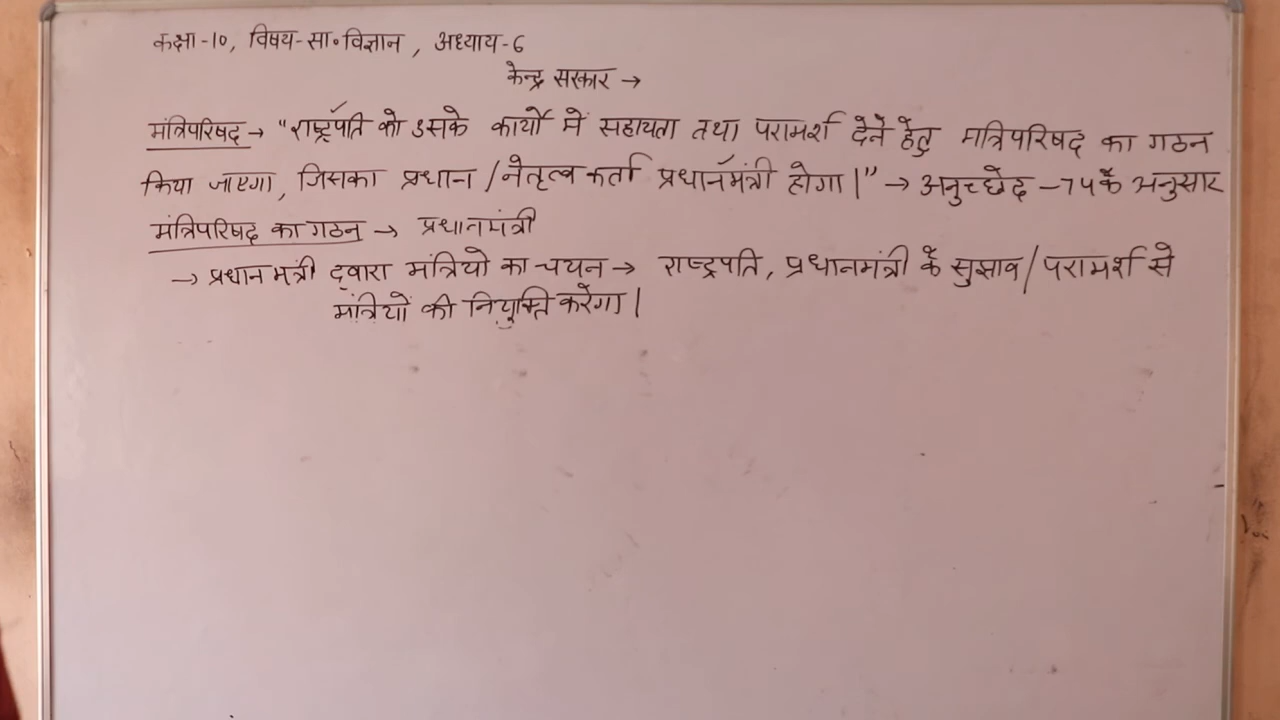 कक्षा-10, विषय-सा॰विज्ञान, अध्याय-6
केन्द्र सरकार →
मंत्रिपरिषद → "राष्ट्रपति को उसके कार्यों में सहायता तथा परामर्श देने हेतु मंत्रिपरिषद का गठन
किया जाएगा, जिसका प्रधान/नेतृत्व कर्ता प्रधानमंत्री होगा।" → अनुच्छेद-74 के अनुसार
मंत्रिपरिषद का गठन → प्रधानमंत्री
→ प्रधानमंत्री द्वारा मंत्रियो का चयन → राष्ट्रपति, प्रधानमंत्री के सुझाव/परामर्श से
मंत्रियों की नियुक्ति करेगा।